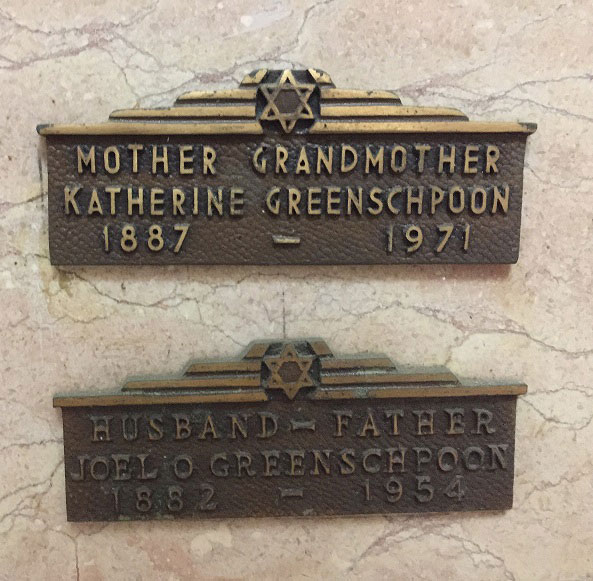 MOTHER GRANDMOTHER
KATHERINE GREENSCHPOON
1887 - 1971
HUSBAND - FATHER
JOEL O GREENSCHPOON
1882 - 1954